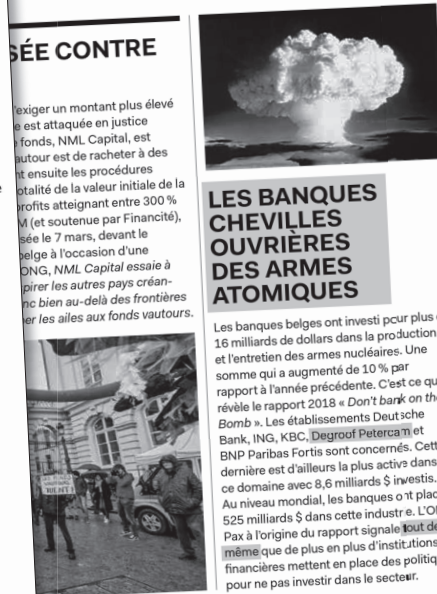 SÉE CONTRE
'exiger un montant plus élevé
e est attaquée en justice
fonds, NML Capital, est
autour est de racheter à des
nt ensuite les procédures
otalité de la valeur initiale de la
rofits atteignant entre 300 %
M (et soutenue par Financité),
sée le 7 mars, devant le
belge à l'occasion d'une
ONG, NML Capital essaie à
pirer les autres pays créan-
nc bien au-delà des frontières
er les ailes aux fonds vautours.
LES BANQUES
CHEVILLES
OUVRIÈRES
DES ARMES
ATOMIQUES
Les banques belges ont investi pour plus
16 milliards de dollars dans la production
et l'entretien des armes nucléaires. Une
somme qui a augmenté de 10 % par
rapport à l'année précédente. C'est ce qu
révèle le rapport 2018 « Don't bank on the
Bomb ». Les établissements Deutsche
Bank, ING, KBC, Degroof Petercam et
BNP Paribas Fortis sont concernés. Cett
dernière est d'ailleurs la plus active dans
ce domaine avec 8,6 milliards $ investis.
Au niveau mondial, les banques ont plac
525 milliards $ dans cette industrie. L'O
Pax à l'origine du rapport signale tout de
même que de plus en plus d'institutions
financières mettent en place des politiq
pour ne pas investir dans le secteur.